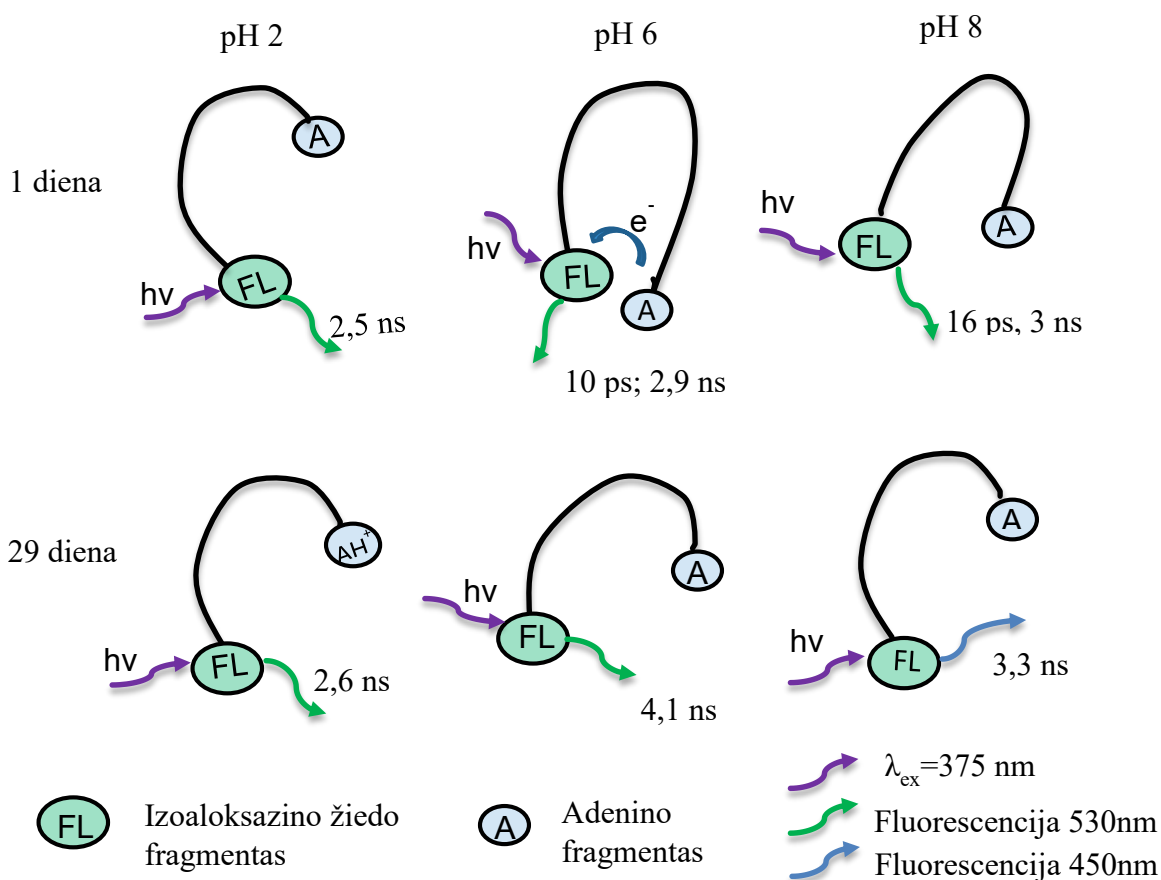 pH 2
pH 6
pH 8
1 diena
A
FL
hv
2,5 ns
hv
e-
FL
A
10 ps; 2,9 ns
hv
FL
A
16 ps, 3 ns
29 diena
AH+
hv
FL
2,6 ns
hv
FL
A
4,1 ns
A
hv
FL
3,3 ns
FL
Izoaloksazino žiedo
fragmentas
A
Adenino
fragmentas
λex=375 nm
Fluorescencija 530nm
Fluorescencija 450nm